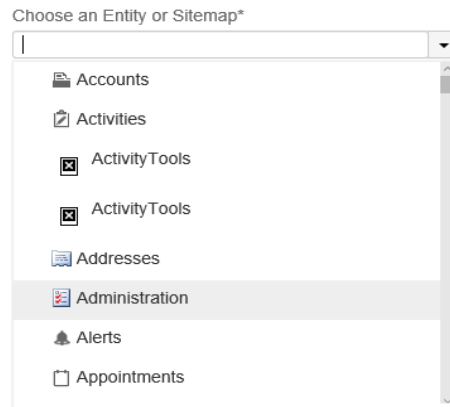 Choose an Entity or Sitemap*
Accounts
Activities
ActivityTools
ActivityTools
Addresses
Administration
Alerts
Appointments